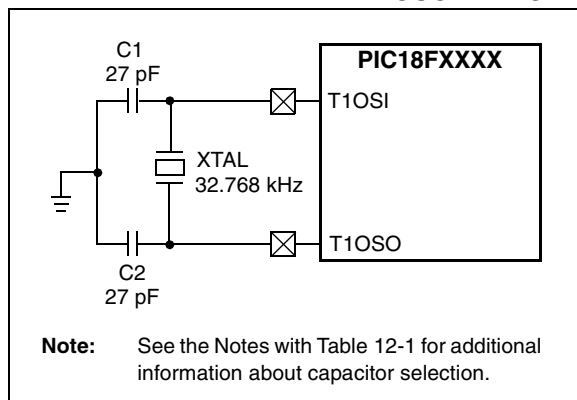 C1
27 pF
PIC18FXXXX
T1OSI
XTAL
32.768 kHz
T1OSO
C2
27 pF
Note: See the Notes with Table 12-1 for additional
information about capacitor selection.